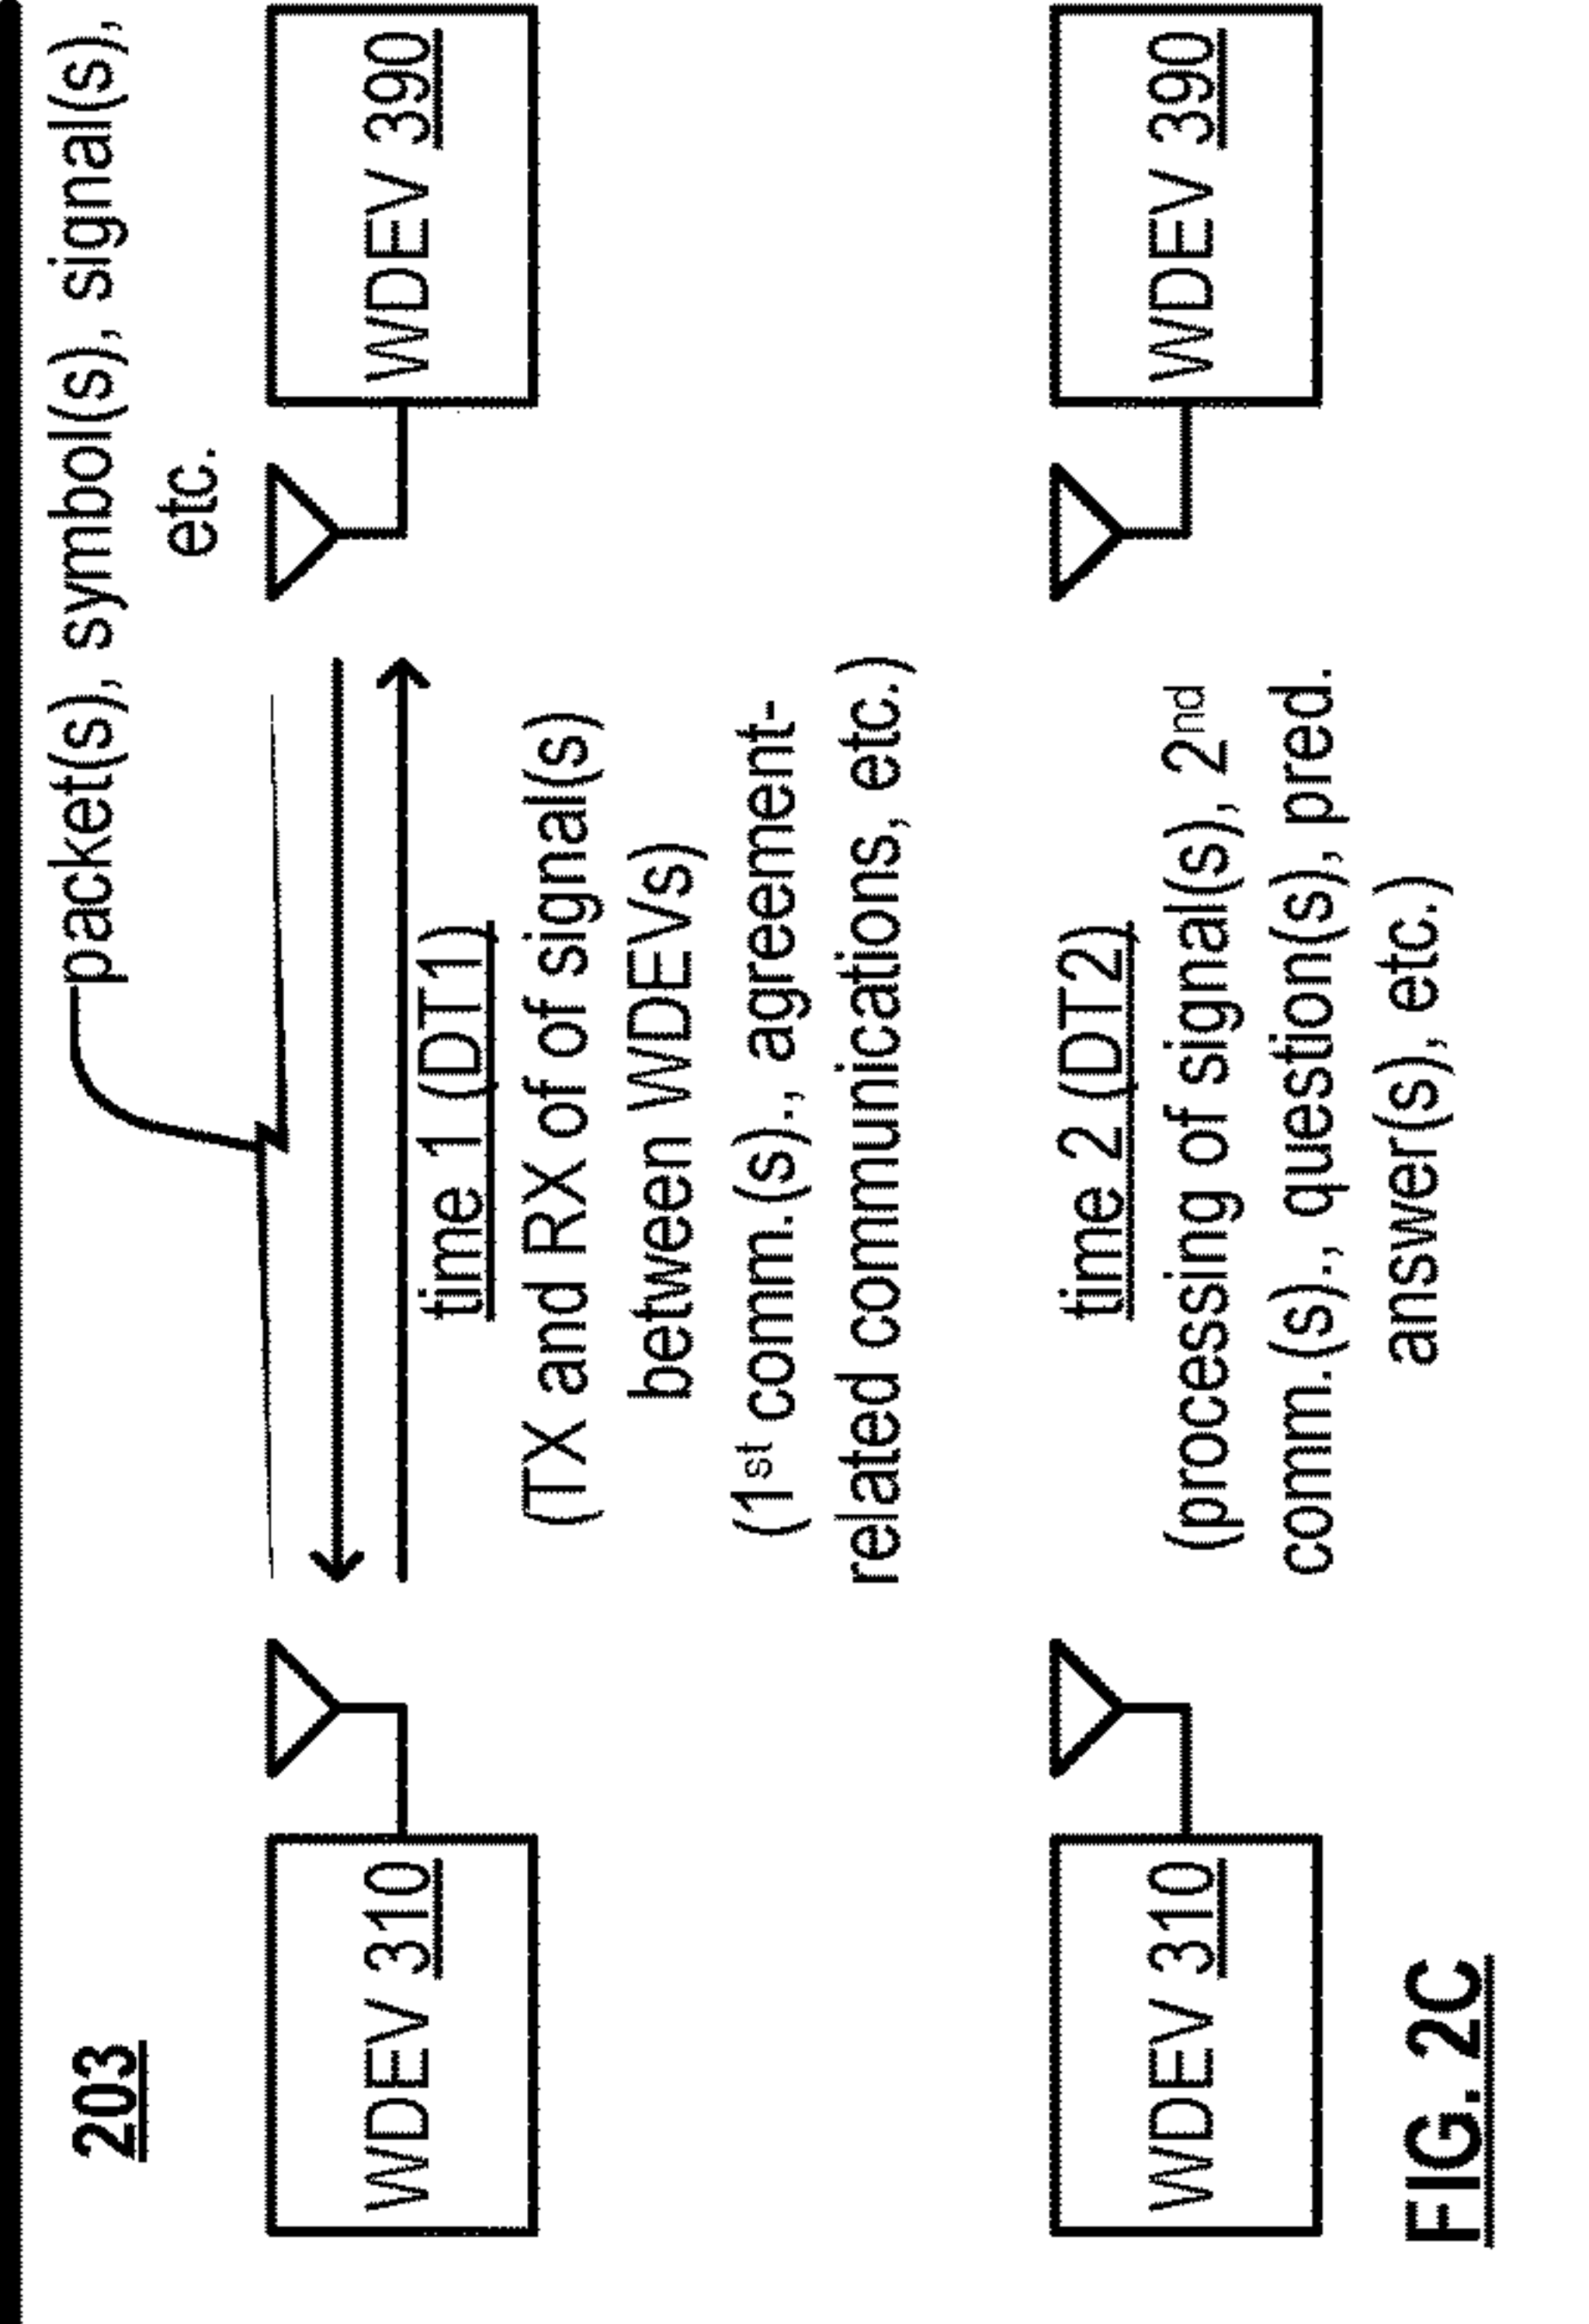 203
packet(s), symbol(s), signal(s),
etc.
WDEV 310
WDEV 390
time 1 (DT1)
(TX and RX of of signal(s)
between WDEVs)
(1st comm.(s)., agreement-
related communications, etc.)
WDEV 310
WDEV 390
time 2 (DT2)
(processing of signal(s), 2nd
comm.(s)., question(s), pred.
answer(s), etc.)
FIG. 2C